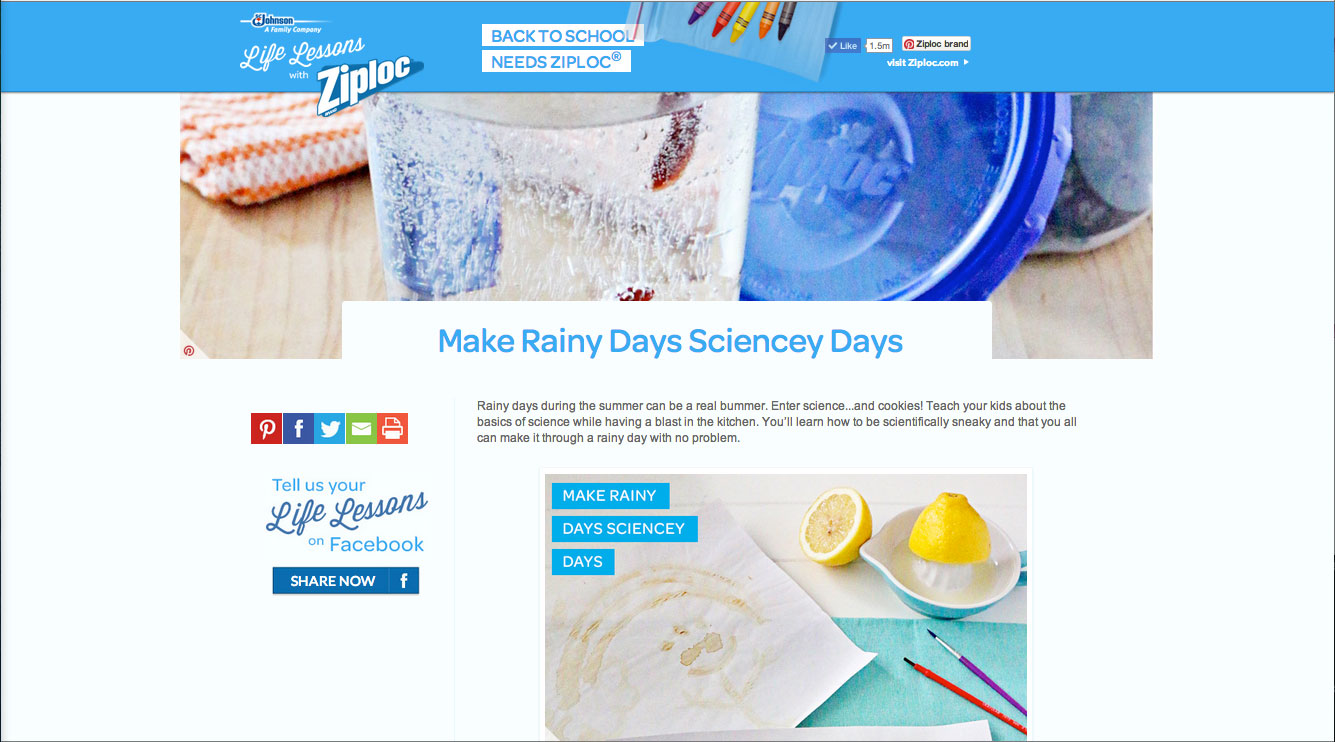 SC Johnson
A Family Company
Life Lessons
with
Ziploc
BACK TO SCHOOL
NEEDS ZIPLOC®
Like
1.5m
Ziploc brand
visit Ziploc.com
Ziploc
Make Rainy Days Sciencey Days
Rainy days during the summer can be a real bummer. Enter science...and cookies! Teach your kids about the
basics of science while having a blast in the kitchen. You'll learn how to be scientifically sneaky and that you all
can make it through a rainy day with no problem.
Tell us your
Life Lessons
on Facebook
SHARE NOW f
MAKE RAINY
DAYS SCIENCEY
DAYS